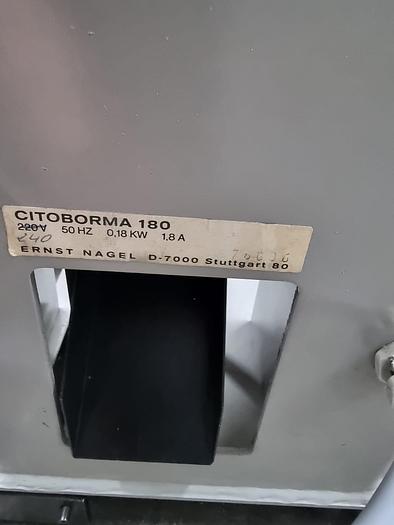 CITOBORMA 180
220V 50 HZ 0,18 KW 1,8 A
240
ERNST NAGEL D-7000 Stuttgart 80